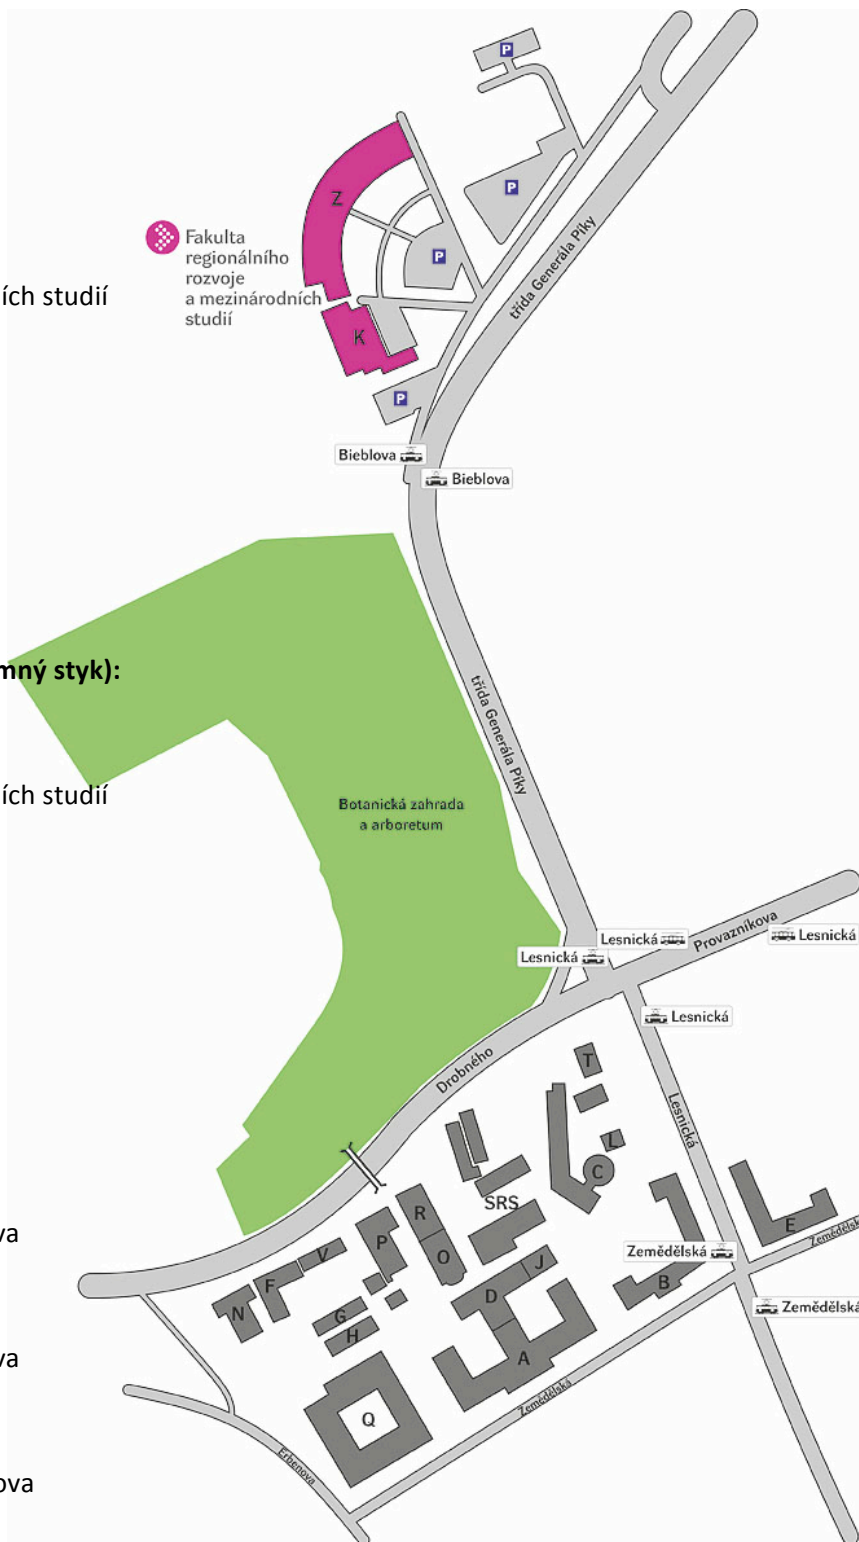 P
P
Z
Fakulta
regionálního
rozvoje
a mezinárodních
studií
P
třída Generála Píky
ích studií
K
P
Bieblova
Bieblova
mný styk):
třída Generála Píky
ích studií
Botanická zahrada
a arboretum
Provazníkova
Lesnická
Lesnická
Lesnická
Lesnická
Drobného
T
Lesnická
L
C
SRS
R
E
va
P
V
O
Zemědělská
Zeměděls
J
F
B
D
N
G
Zemědělská
H
A
va
Zemědělská
Q
Erbenova
ova